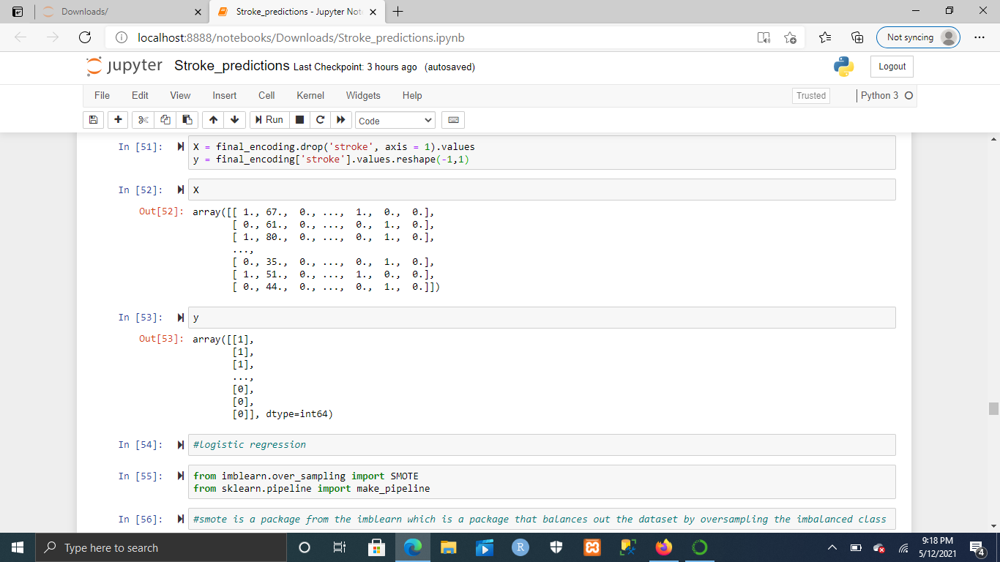 Downloads/
Stroke_predictions - Jupyter Not
localhost:8888/notebooks/Downloads/Stroke_predictions.ipynb
Not syncing
jupyter Stroke_predictions Last Checkpoint: 3 hours ago (autosaved)
Logout
File Edit View Insert Cell Kernel Widgets Help
Trusted
Python 3
Run
Code
In [51]: X = final_encoding.drop('stroke', axis = 1).values
y = final_encoding['stroke'].values.reshape(-1,1)
In [52]: X
Out[52]: array([[ 1., 67., 0., ..., 1., 0., 0.],
[ 0., 61., 0., ..., 0., 1., 0.],
[ 1., 80., 0., ..., 0., 1., 0.],
...,
[ 0., 35., 0., ..., 0., 1., 0.],
[ 1., 51., 0., ..., 1., 0., 0.],
[ 0., 44., 0., ..., 0., 1., 0.]])
In [53]: y
Out[53]: array([[1],
[1],
[1],
...,
[0],
[0],
[0]], dtype=int64)
In [54]: #logistic regression
In [55]: from imblearn.over_sampling import SMOTE
from sklearn.pipeline import make_pipeline
In [56]: #smote is a package from the imblearn which is a package that balances out the dataset by oversampling the imbalanced class
Type here to search
R
9:18 PM
5/12/2021
4